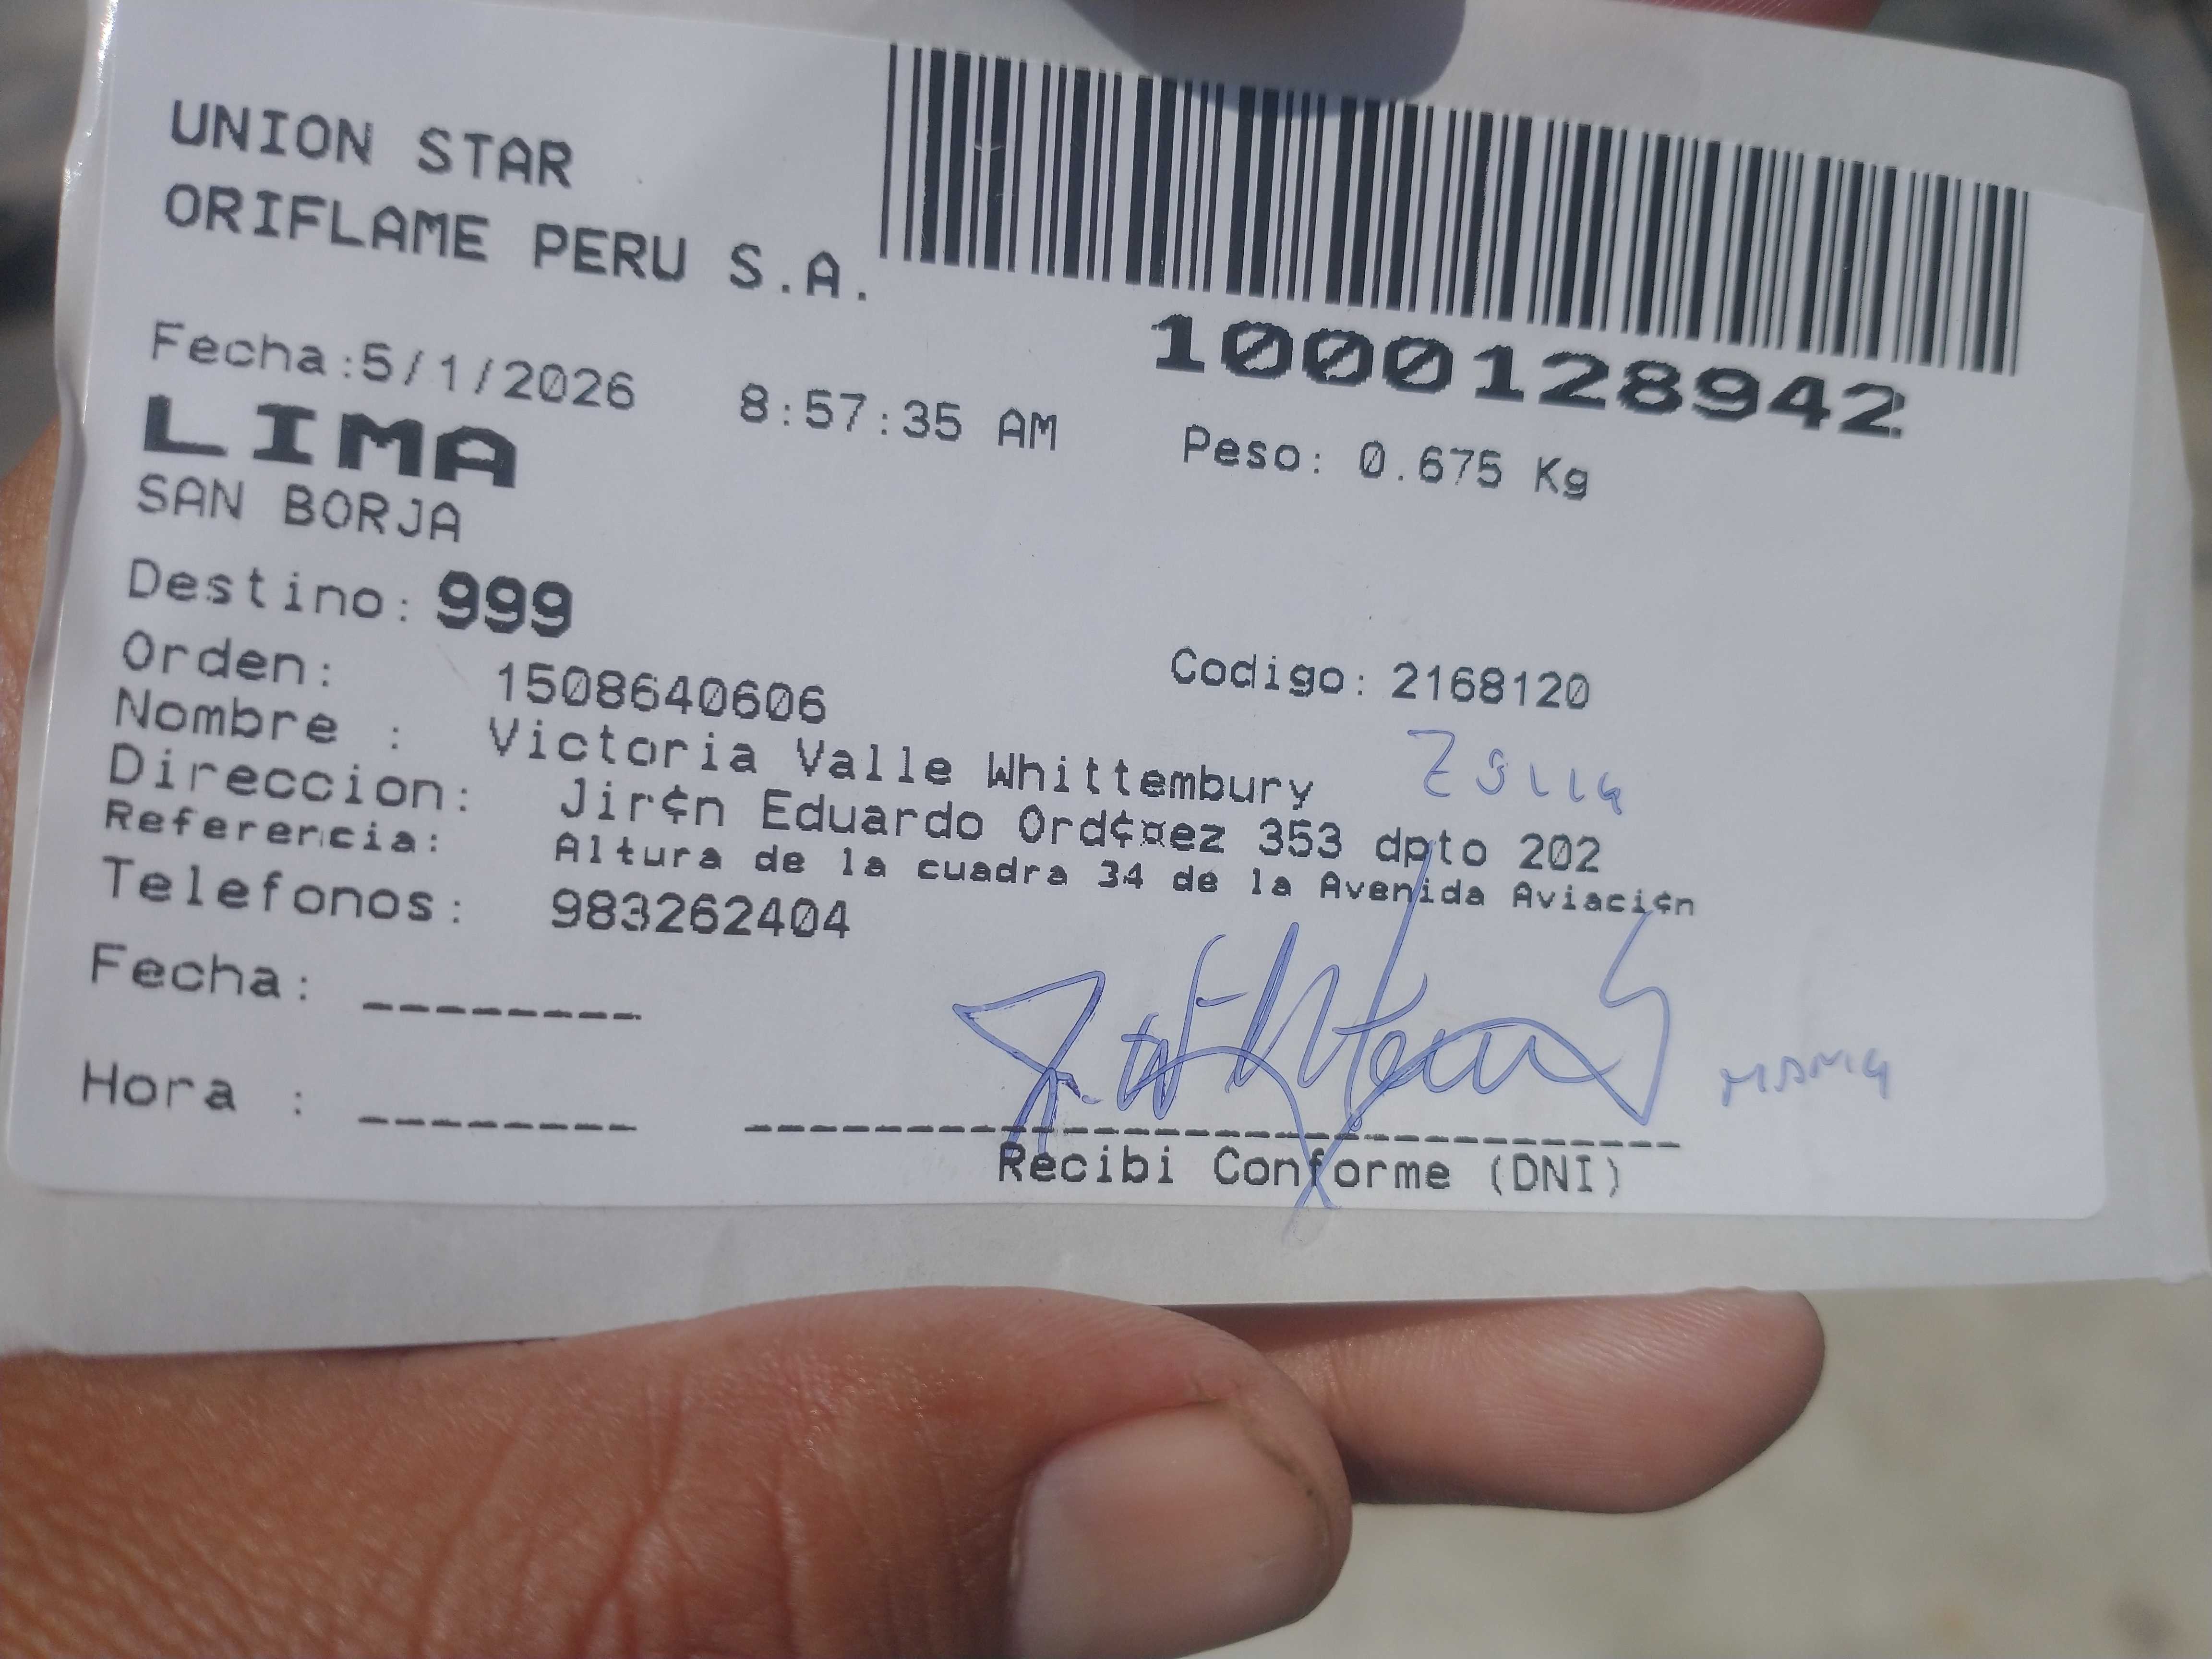 UNION STAR
ORIFLAME PERU S.A.
1000128942
Fecha:5/1/2026 8:57:35 AM
Peso: 0.675 Kg
LIMA
SAN BORJA
Destino: 999
Orden: 1508640606
Codigo: 2168120
Nombre : Victoria Valle Whittembury
Direccion: Jir¢n Eduardo Ord¢¤ez 353 dpto 202
Referencia: Altura de la cuadra 34 de la Avenida Aviaci¢n
Telefonos: 983262404
Fecha: --------
Hora : --------
MAMA
Recibi Conforme (DNI)